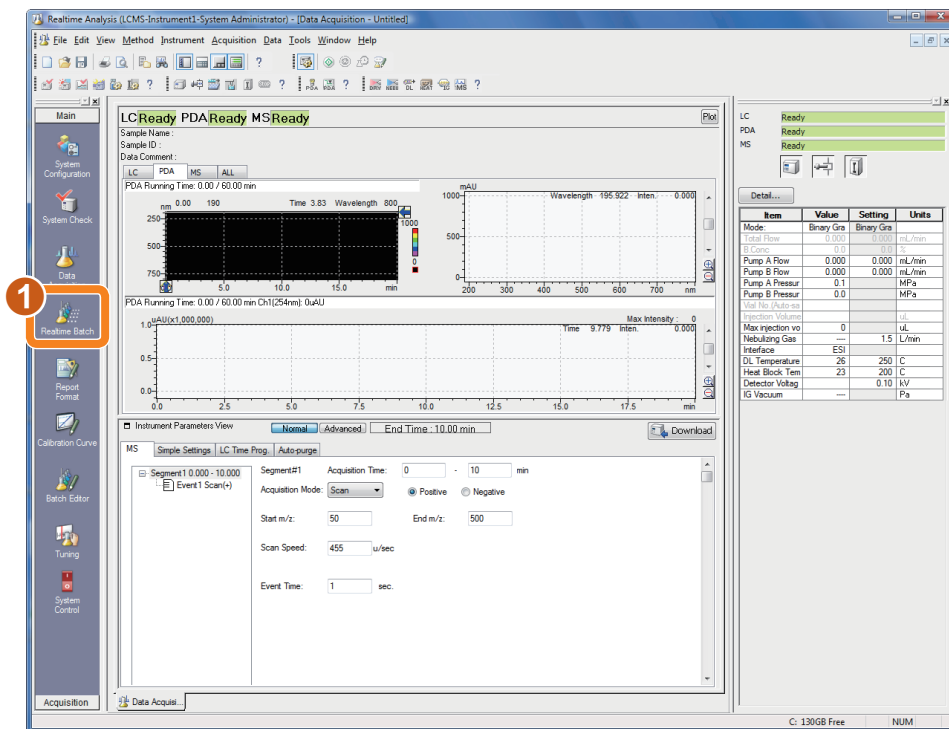 Realtime Analysis (LCMS-Instrument1-System Administrator) - [Data Acquisition - Untitled]
File Edit View Method Instrument Acquisition Data Tools Window Help
Main
System
Configuration
System Check
Data
1
Realtime Batch
Report
Format
Calibration Curve
Batch Editor
Tuning
System
Control
Acquisition
LC Ready PDA Ready MS Ready
Plot
Sample Name :
Sample ID :
Data Comment :
LC PDA MS ALL
PDA Running Time: 0.00 / 60.00 min
nm 0.00 190 Time 3.83 Wavelength 800
250
500
750
5.0 10.0 15.0 min
1000
0
mAU
1000 Wavelength 195.922 Inten. 0.000
500
0
200 300 400 500 600 700 nm
PDA Running Time: 0.00 / 60.00 min Ch1(254nm): 0uAU
uAU(x1,000,000) Max Intensity : 0
1.0 Time 9.779 Inten. 0.000
0.5
0.0
0.0 2.5 5.0 7.5 10.0 12.5 15.0 17.5 min
Instrument Parameters View Normal Advanced End Time : 10.00 min Download
MS Simple Settings LC Time Prog. Auto-purge
Segment1 0.000 - 10.000
Event1 Scan(+)
Segment#1 Acquisition Time: 0 - 10 min
Acquisition Mode: Scan Positive Negative
Start m/z: 50 End m/z: 500
Scan Speed: 455 u/sec
Event Time: 1 sec.
Data Acquisi...
LC Ready
PDA Ready
MS Ready
Detail...
Item Value Setting Units
Mode: Binary Gra Binary Gra
Total Flow 0.000 0.000 mL/min
B.Conc 0.0 0.0 %
Pump A Flow 0.000 0.000 mL/min
Pump B Flow 0.000 0.000 mL/min
Pump A Pressur 0.1 MPa
Pump B Pressur 0.0 MPa
Vial No.(Auto-sa
Injection Volume uL
Max injection vo 0 uL
Nebulizing Gas --- 1.5 L/min
Interface ESI
DL Temperature 26 250 C
Heat Block Tem 23 200 C
Detector Voltag 0.10 kV
IG Vacuum --- Pa
C: 130GB Free NUM